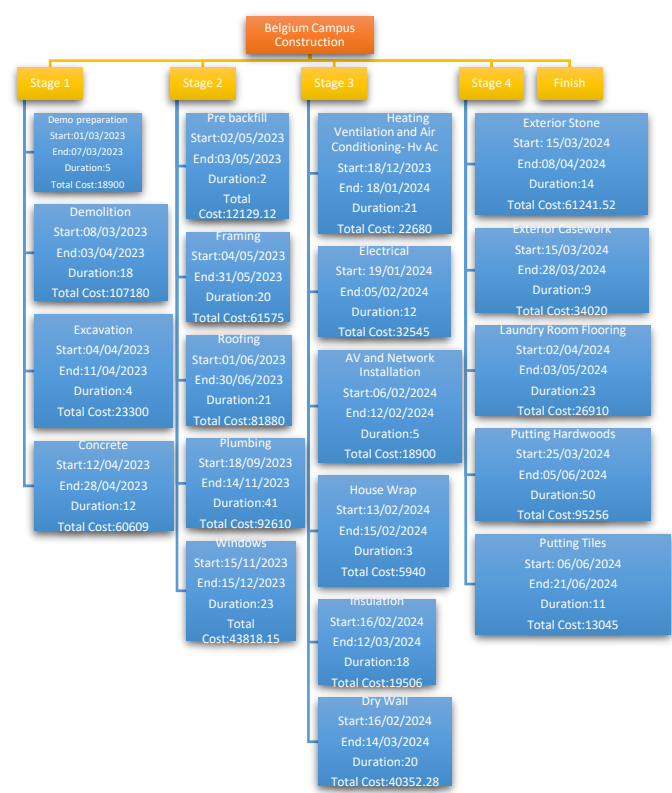 Belgium Campus
Construction
Stage 1
Stage 2
Stage 3
Stage 4
Finish
Demo preparation
Start:01/03/2023
End:07/03/2023
Duration:5
Total Cost:18900
Demolition
Start:08/03/2023
End:03/04/2023
Duration:18
Total Cost:107180
Excavation
Start:04/04/2023
End:11/04/2023
Duration:4
Total Cost:23300
Concrete
Start:12/04/2023
End:28/04/2023
Duration:12
Total Cost:60609
Pre backfill
Start:02/05/2023
End:03/05/2023
Duration:2
Total
Cost:12129.12
Framing
Start:04/05/2023
End:31/05/2023
Duration:20
Total Cost:61575
Roofing
Start:01/06/2023
End:30/06/2023
Duration:21
Total Cost:81880
Plumbing
Start:18/09/2023
End:14/11/2023
Duration:41
Total Cost:92610
Windows
Start:15/11/2023
End:15/12/2023
Duration:23
Total
Cost:43818.15
Heating
Ventilation and Air
Conditioning- Hv Ac
Start:18/12/2023
End: 18/01/2024
Duration:21
Total Cost: 22680
Electrical
Start: 19/01/2024
End:05/02/2024
Duration:12
Total Cost:32545
AV and Network
Installation
Start:06/02/2024
End:12/02/2024
Duration:5
Total Cost:18900
House Wrap
Start:13/02/2024
End:15/02/2024
Duration:3
Total Cost:5940
Insulation
Start:16/02/2024
End:12/03/2024
Duration:18
Total Cost:19506
Dry Wall
Start:16/02/2024
End:14/03/2024
Duration:20
Total Cost:40352.28
Exterior Stone
Start: 15/03/2024
End:08/04/2024
Duration:14
Total Cost:61241.52
Exterior Casework
Start:15/03/2024
End:28/03/2024
Duration:9
Total Cost:34020
Laundry Room Flooring
Start:02/04/2024
End:03/05/2024
Duration:23
Total Cost:26910
Putting Hardwoods
Start:25/03/2024
End:05/06/2024
Duration:50
Total Cost:95256
Putting Tiles
Start: 06/06/2024
End:21/06/2024
Duration:11
Total Cost:13045